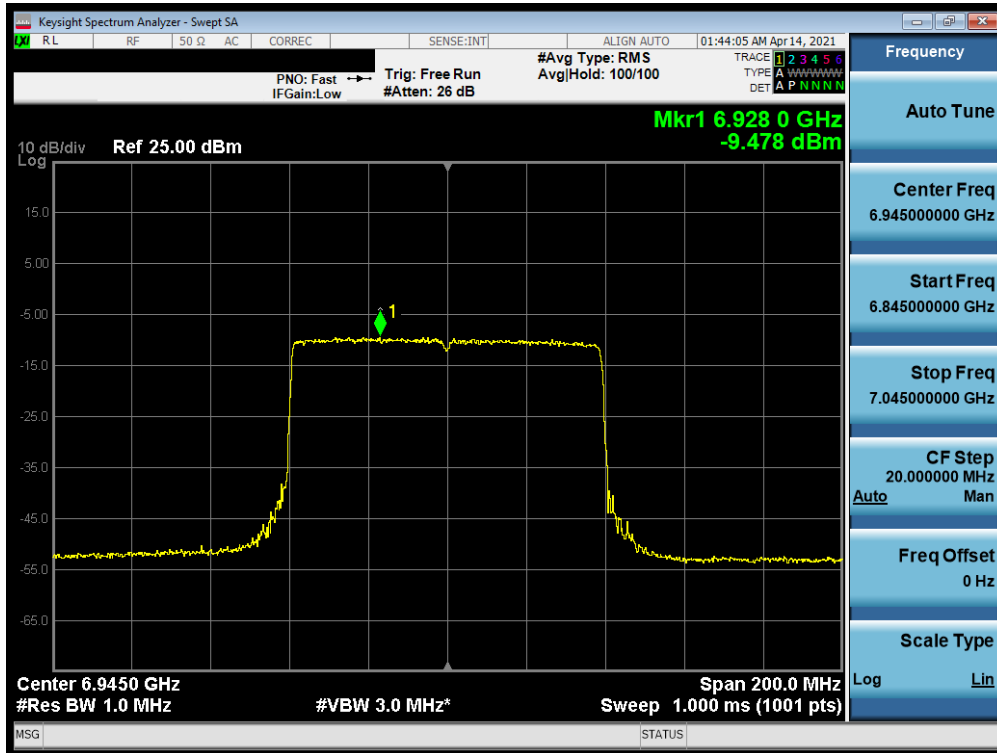 Keysight Spectrum Analyzer - Swept SA
LXI RL RF 50 Ω AC CORREC SENSE:INT ALIGN AUTO 01:44:05 AM Apr 14, 2021
PNO: Fast
IFGain:Low
Trig: Free Run
#Atten: 26 dB
#Avg Type: RMS
Avg|Hold: 100/100
TRACE 1 2 3 4 5 6
TYPE A WWWWW
DET A P N N N N
Mkr1 6.928 0 GHz
-9.478 dBm
10 dB/div Ref 25.00 dBm
Log
15.0
5.00
-5.00
-15.0
-25.0
-35.0
-45.0
-55.0
-65.0
1
Center 6.9450 GHz Span 200.0 MHz
#Res BW 1.0 MHz #VBW 3.0 MHz* Sweep 1.000 ms (1001 pts)
MSG STATUS
Frequency
Auto Tune
Center Freq
6.945000000 GHz
Start Freq
6.845000000 GHz
Stop Freq
7.045000000 GHz
CF Step
20.000000 MHz
Auto Man
Freq Offset
0 Hz
Scale Type
Log Lin